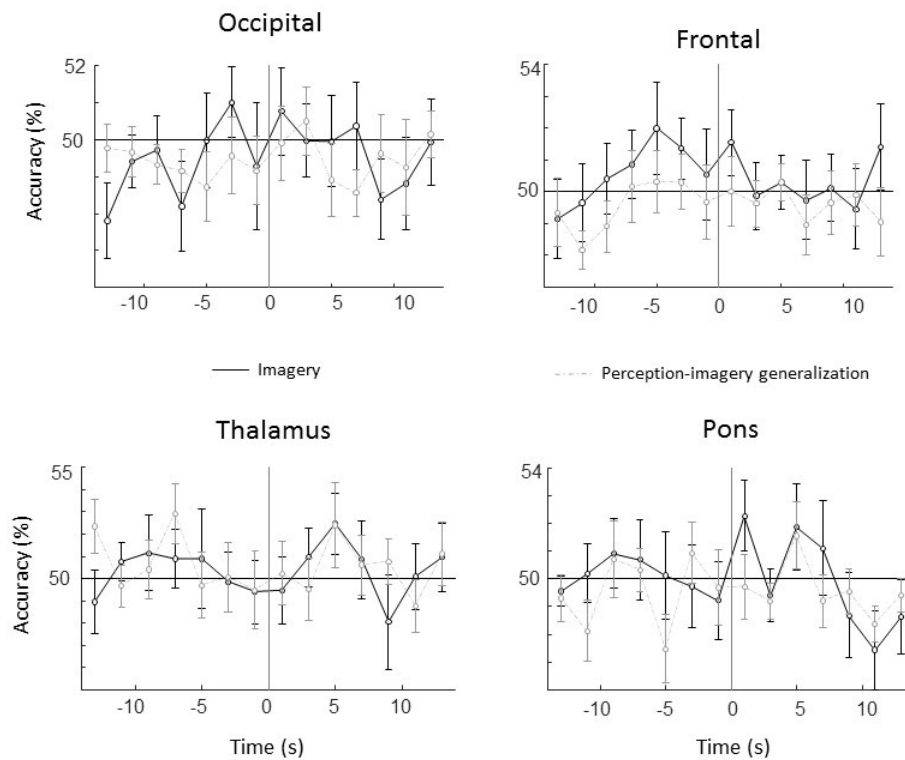 Occipital
Frontal
52
50
Accuracy (%)
-10 -5 0 5 10
54
50
-10 -5 0 5 10
Imagery
Perception-imagery generalization
Thalamus
Pons
55
50
Accuracy (%)
-10 -5 0 5 10
Time (s)
54
50
-10 -5 0 5 10
Time (s)